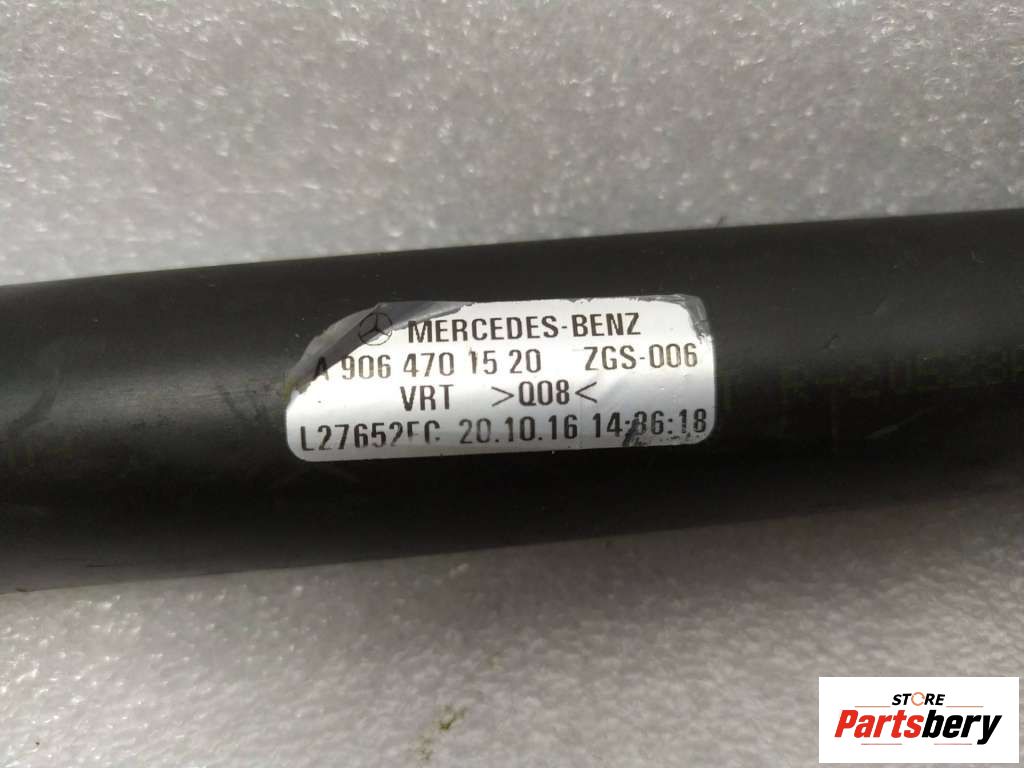 MERCEDES-BENZ
A 906 470 15 20 ZGS-006
VRT >Q08<
L27652FC 20.10.16 14:36:18
STORE
Partsbery